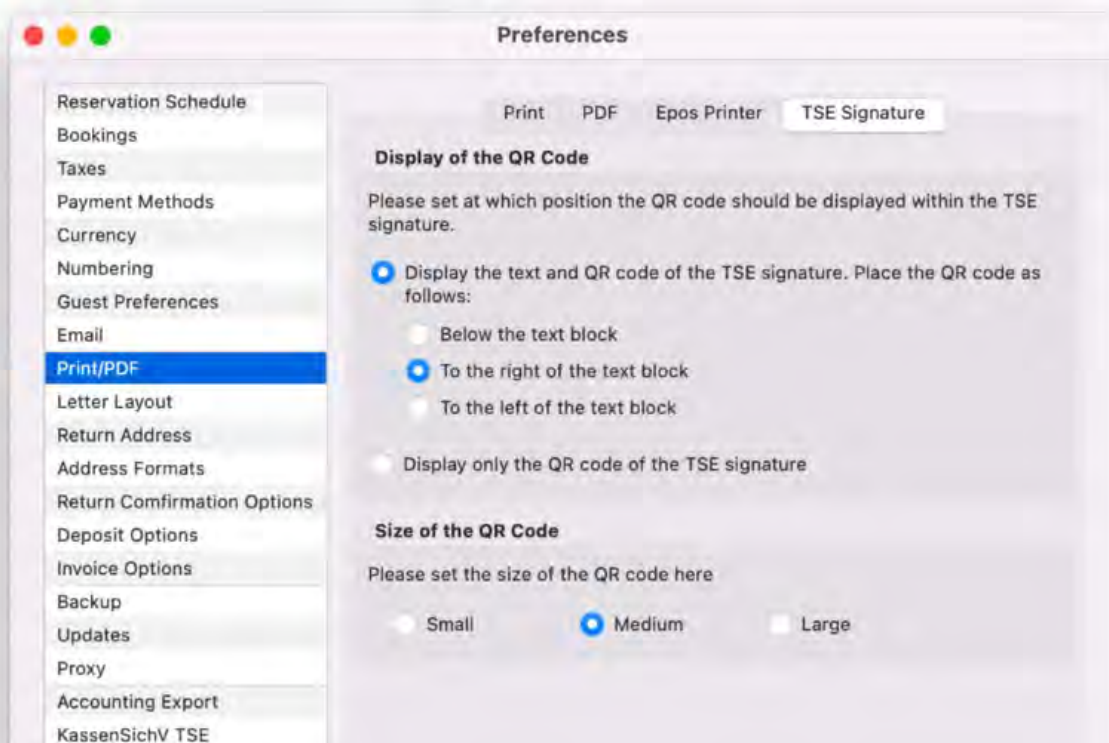 Preferences
Reservation Schedule
Bookings
Taxes
Payment Methods
Currency
Numbering
Guest Preferences
Email
Print/PDF
Letter Layout
Return Address
Address Formats
Return Comfirmation Options
Deposit Options
Invoice Options
Backup
Updates
Proxy
Accounting Export
KassenSichV TSE
Print PDF Epos Printer TSE Signature
Display of the QR Code
Please set at which position the QR code should be displayed within the TSE
signature.
Display the text and QR code of the TSE signature. Place the QR code as
follows:
Below the text block
To the right of the text block
To the left of the text block
Display only the QR code of the TSE signature
Size of the QR Code
Please set the size of the QR code here
Small Medium Large